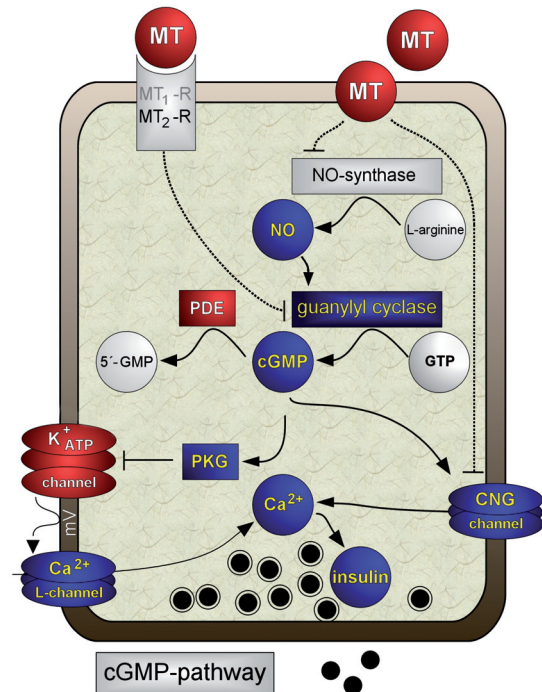 MT
MT
MT
MT₁-R
MT₂-R
NO-synthase
NO
L-arginine
PDE
guanylyl cyclase
5´-GMP
cGMP
GTP
K⁺ATP
channel
PKG
mV
Ca²⁺
CNG
channel
Ca²⁺
L-channel
insulin
cGMP-pathway